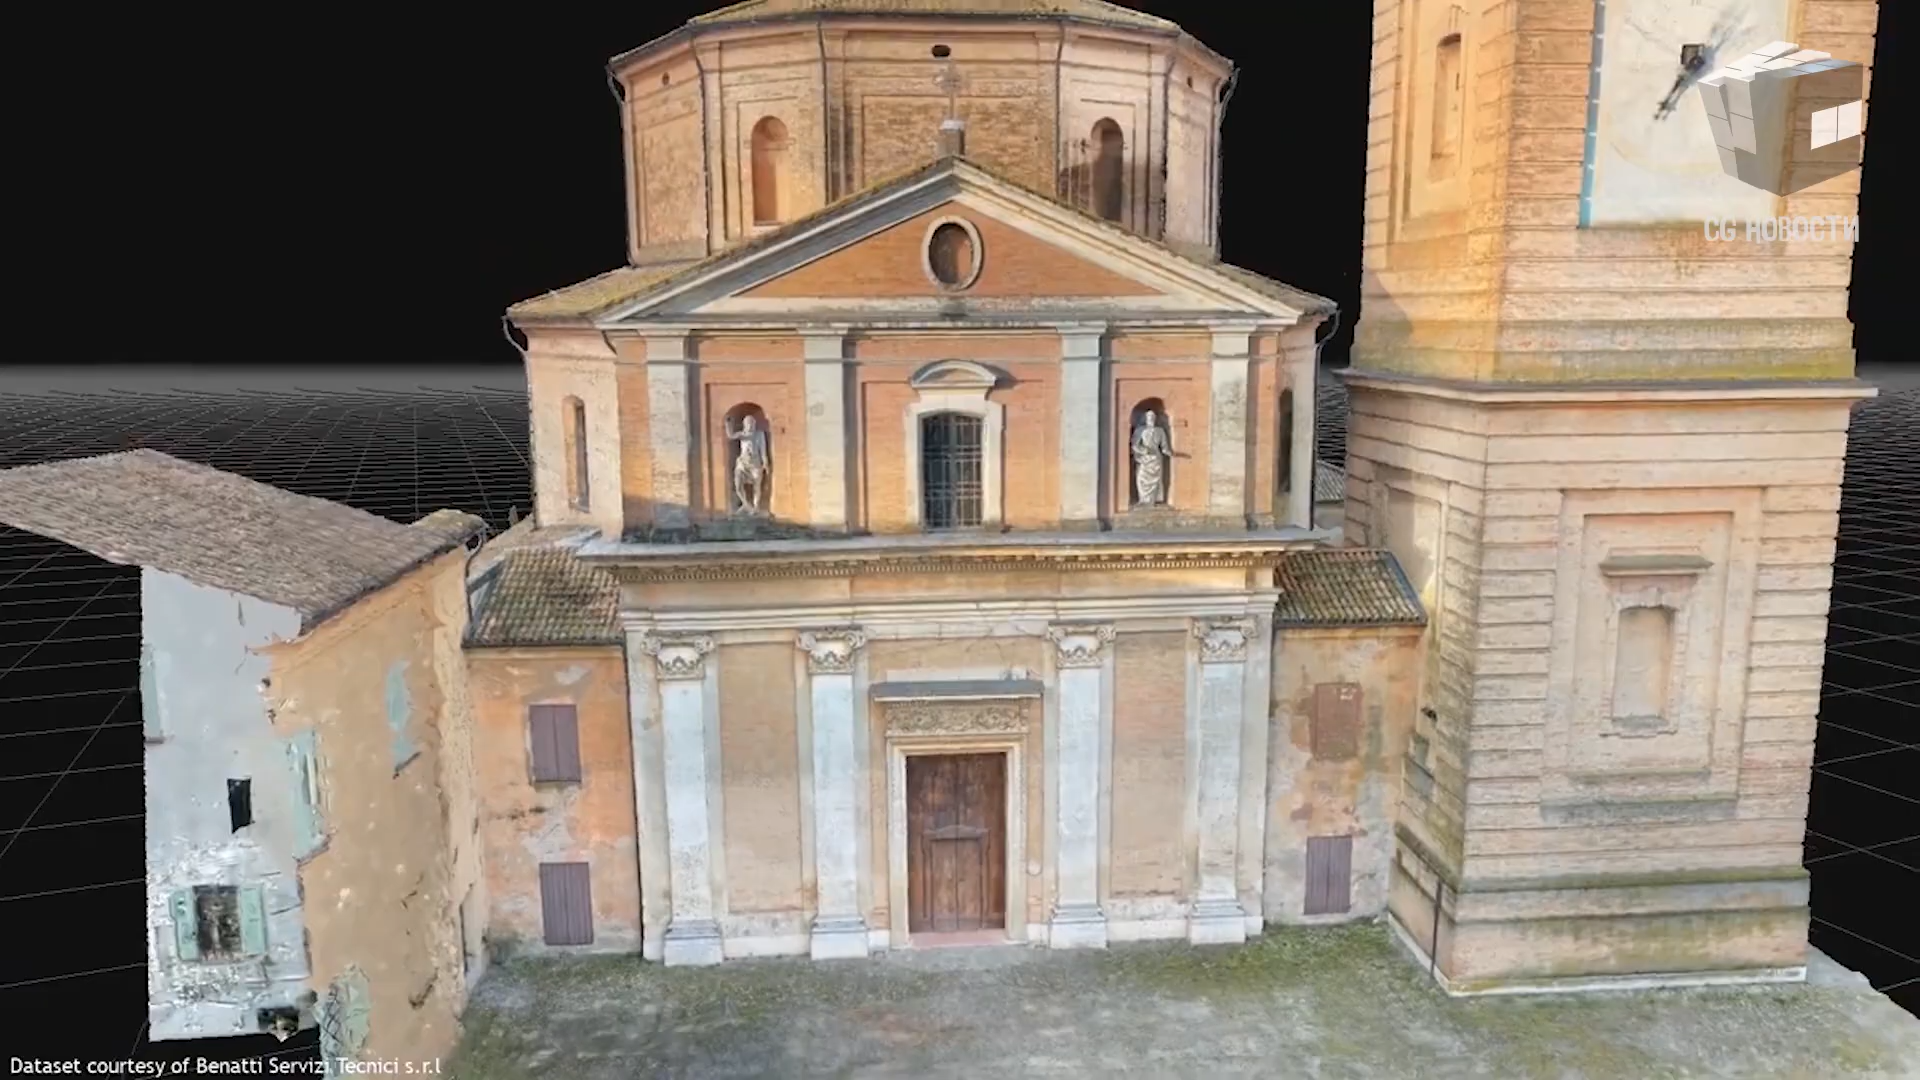 CG НОВОСТИ
Dataset courtesy of Benatti Servizi Tecnici s.r.l